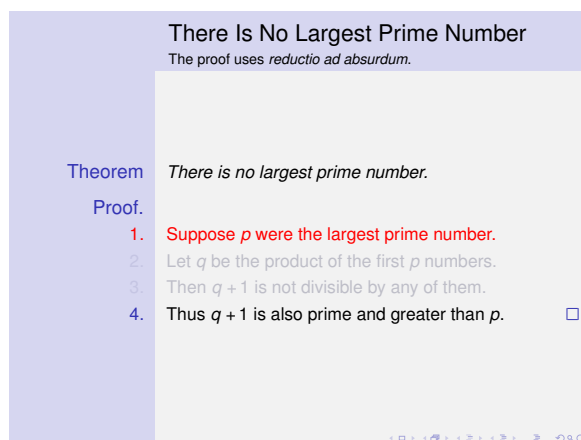 There Is No Largest Prime Number
The proof uses reductio ad absurdum.
Theorem There is no largest prime number.
Proof.
1. Suppose p were the largest prime number.
2. Let q be the product of the first p numbers.
3. Then q + 1 is not divisible by any of them.
4. Thus q + 1 is also prime and greater than p. □